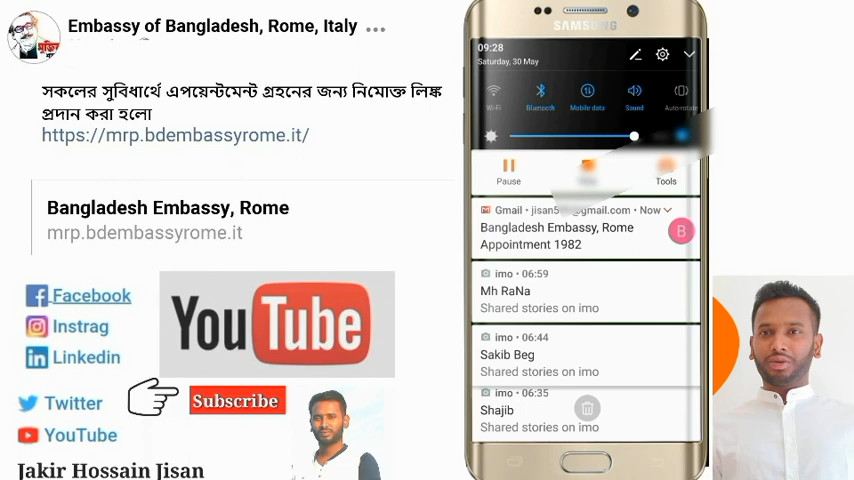 Embassy of Bangladesh, Rome, Italy
সকলের সুবিধার্থে এপয়েন্টমেন্ট গ্রহনের জন্য নিমোক্ত লিঙ্ক
প্রদান করা হলো
https://mrp.bdembassyrome.it/
Bangladesh Embassy, Rome
mrp.bdembassyrome.it
Facebook
Instrag
Linkedin
Twitter
YouTube
YouTube
Subscribe
Jakir Hossain Jisan
SAMSUNG
09:28
Saturday, 30 May
Wi-Fi
Bluetooth
Mobile data
Sound
Auto-rotate
Pause
Tools
Gmail • • Now
Bangladesh Embassy, Rome
Appointment 1982
B
imo • 06:59
Mh RaNa
Shared stories on imo
imo • 06:44
Sakib Beg
Shared stories on imo
imo • 06:35
Shajib
Shared stories on imo